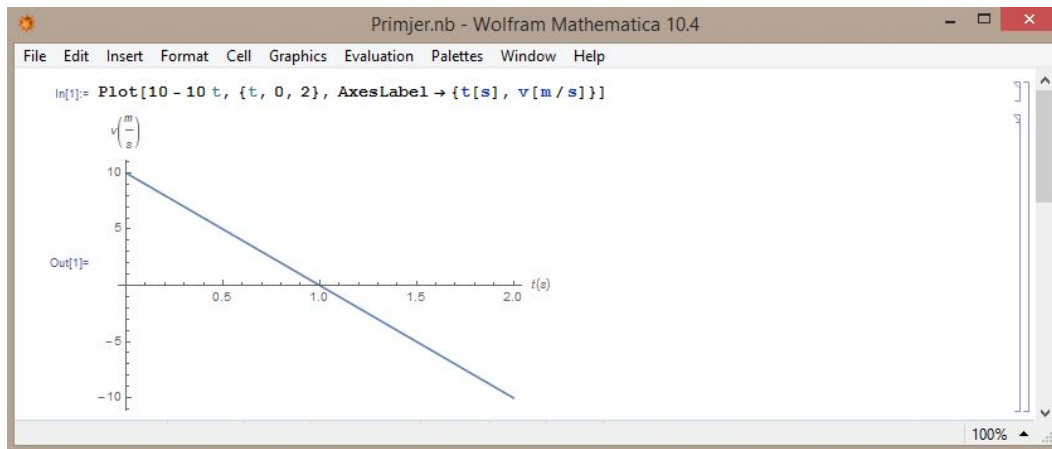 Primjer.nb - Wolfram Mathematica 10.4
File Edit Insert Format Cell Graphics Evaluation Palettes Window Help
In[1]:= Plot[10 - 10 t, {t, 0, 2}, AxesLabel → {t[s], v[m / s]}]
v(m/s)
10
5
Out[1]=
0.5 1.0 1.5 2.0 t(s)
-5
-10
100%